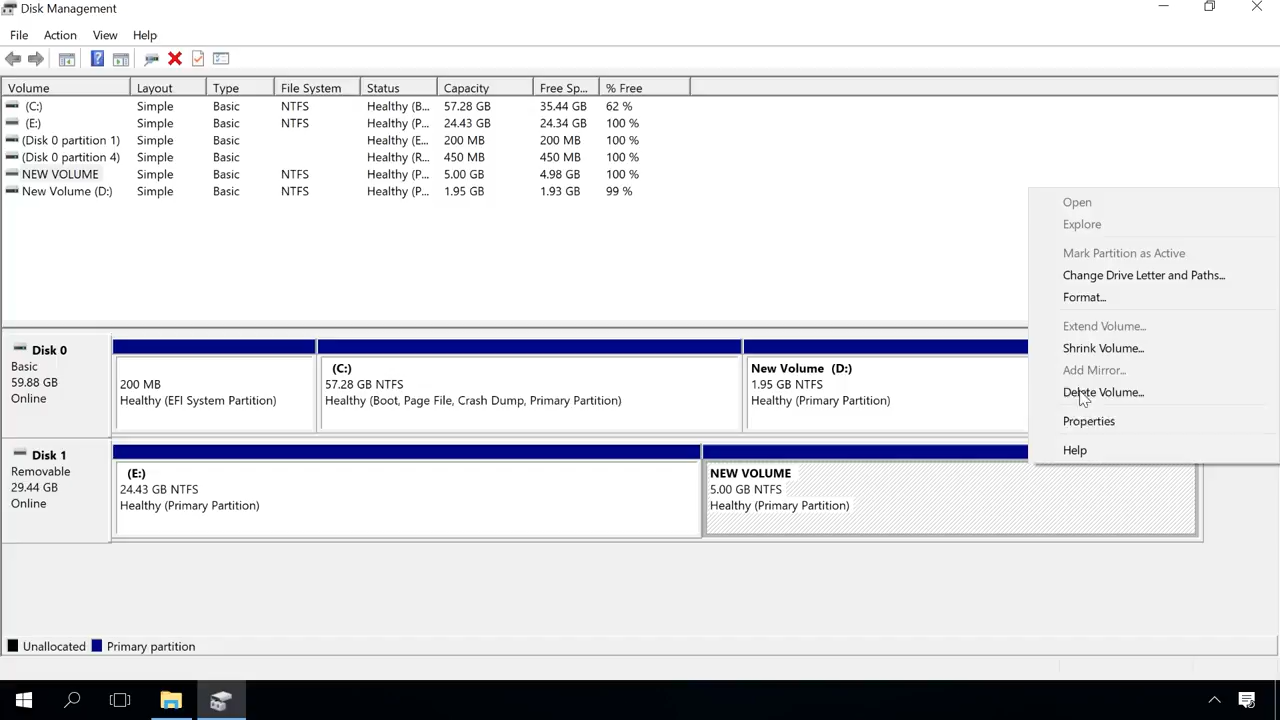 Disk Management
File Action View Help
Volume Layout Type File System Status Capacity Free Sp... % Free
(C:) Simple Basic NTFS Healthy (B... 57.28 GB 35.44 GB 62 %
(E:) Simple Basic NTFS Healthy (P... 24.43 GB 24.34 GB 100 %
(Disk 0 partition 1) Simple Basic Healthy (E... 200 MB 200 MB 100 %
(Disk 0 partition 4) Simple Basic Healthy (R... 450 MB 450 MB 100 %
NEW VOLUME Simple Basic NTFS Healthy (P... 5.00 GB 4.98 GB 100 %
New Volume (D:) Simple Basic NTFS Healthy (P... 1.95 GB 1.93 GB 99 %
Open
Explore
Mark Partition as Active
Change Drive Letter and Paths...
Format...
Extend Volume...
Shrink Volume...
Add Mirror...
Delete Volume...
Properties
Help
Disk 0
Basic
59.88 GB
Online
200 MB
Healthy (EFI System Partition)
(C:)
57.28 GB NTFS
Healthy (Boot, Page File, Crash Dump, Primary Partition)
New Volume (D:)
1.95 GB NTFS
Healthy (Primary Partition)
Disk 1
Removable
29.44 GB
Online
(E:)
24.43 GB NTFS
Healthy (Primary Partition)
NEW VOLUME
5.00 GB NTFS
Healthy (Primary Partition)
Unallocated Primary partition